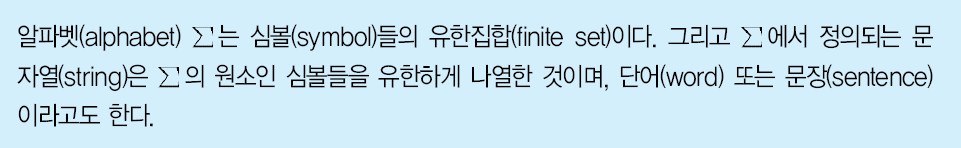 알파벳(alphabet) ∑는 심볼(symbol)들의 유한집합(finite set)이다. 그리고 ∑에서 정의되는 문
자열(string)은 ∑의 원소인 심볼들을 유한하게 나열한 것이며, 단어(word) 또는 문장(sentence)
이라고도 한다.